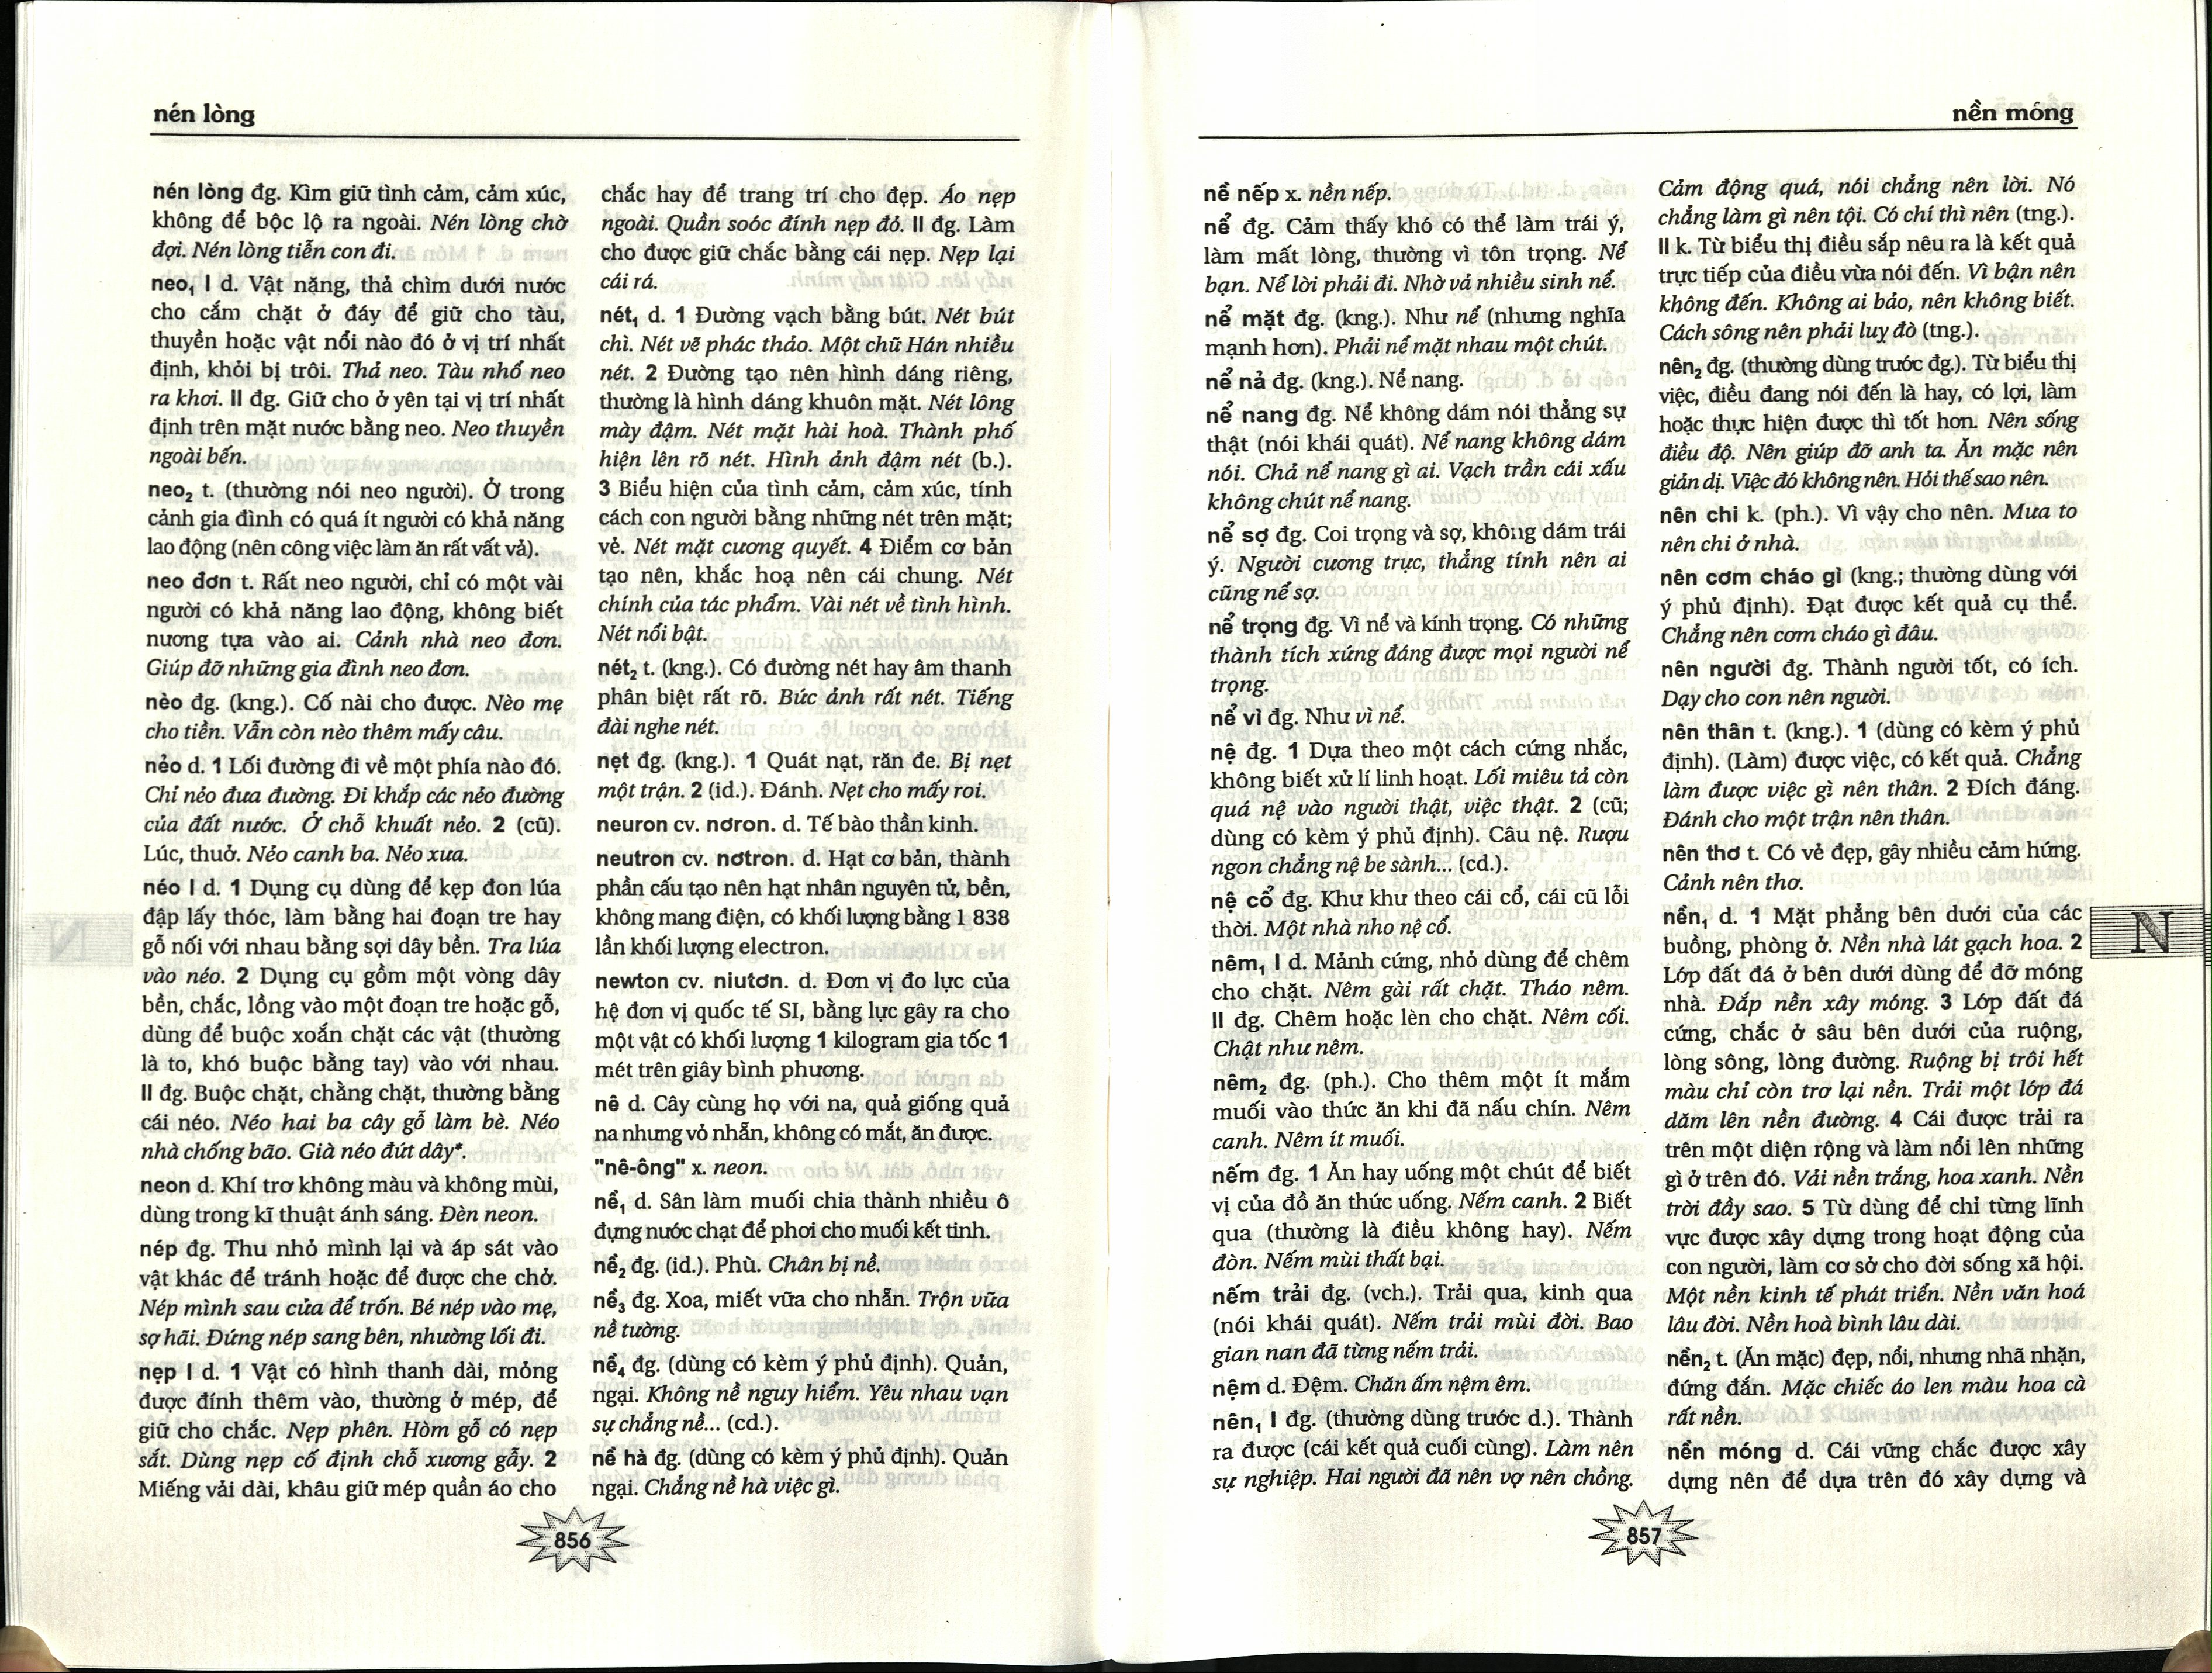 nén lòng
nén lòng đg. Kìm giữ tình cảm, cảm xúc,
không để bộc lộ ra ngoài. Nén lòng chờ
đợi. Nén lòng tiễn con đi.
neo₁ I d. Vật nặng, thả chìm dưới nước
cho cắm chặt ở đáy để giữ cho tàu,
thuyền hoặc vật nổi nào đó ở vị trí nhất
định, khỏi bị trôi. Thả neo. Tàu nhổ neo
ra khơi. II đg. Giữ cho ở yên tại vị trí nhất
định trên mặt nước bằng neo. Neo thuyền
ngoài bến.
neo₂ t. (thường nói neo người). Ở trong
cảnh gia đình có quá ít người có khả năng
lao động (nên công việc làm ăn rất vất vả).
neo đơn t. Rất neo người, chỉ có một vài
người có khả năng lao động, không biết
nương tựa vào ai. Cảnh nhà neo đơn.
Giúp đỡ những gia đình neo đơn.
nèo đg. (kng.). Cố nài cho được. Nèo mẹ
cho tiền. Vẫn còn nèo thêm mấy câu.
nẻo d. 1 Lối đường đi về một phía nào đó.
Chỉ nẻo đưa đường. Đi khắp các nẻo đường
của đất nước. Ở chỗ khuất nẻo. 2 (cũ).
Lúc, thuở. Nẻo canh ba. Nẻo xưa.
néo I d. 1 Dụng cụ dùng để kẹp đon lúa
đập lấy thóc, làm bằng hai đoạn tre hay
gỗ nối với nhau bằng sợi dây bền. Tra lúa
vào néo. 2 Dụng cụ gồm một vòng dây
bền, chắc, lồng vào một đoạn tre hoặc gỗ,
dùng để buộc xoắn chặt các vật (thường
là to, khó buộc bằng tay) vào với nhau.
II đg. Buộc chặt, chằng chặt, thường bằng
cái néo. Néo hai ba cây gỗ làm bè. Néo
nhà chống bão. Già néo đứt dây*.
neon d. Khí trơ không màu và không mùi,
dùng trong kĩ thuật ánh sáng. Đèn neon.
nép đg. Thu nhỏ mình lại và áp sát vào
vật khác để tránh hoặc để được che chở.
Nép mình sau cửa để trốn. Bé nép vào mẹ,
sợ hãi. Đứng nép sang bên, nhường lối đi.
nẹp I d. 1 Vật có hình thanh dài, mỏng
được đính thêm vào, thường ở mép, để
giữ cho chắc. Nẹp phên. Hòm gỗ có nẹp
sắt. Dùng nẹp cố định chỗ xương gẫy. 2
Miếng vải dài, khâu giữ mép quần áo cho
chắc hay để trang trí cho đẹp. Áo nẹp
ngoài. Quần soóc đính nẹp đỏ. II đg. Làm
cho được giữ chắc bằng cái nẹp. Nẹp lại
cái rá.
nét₁ d. 1 Đường vạch bằng bút. Nét bút
chì. Nét vẽ phác thảo. Một chữ Hán nhiều
nét. 2 Đường tạo nên hình dáng riêng,
thường là hình dáng khuôn mặt. Nét lông
mày đậm. Nét mặt hài hoà. Thành phố
hiện lên rõ nét. Hình ảnh đậm nét (b.).
3 Biểu hiện của tình cảm, cảm xúc, tính
cách con người bằng những nét trên mặt;
vẻ. Nét mặt cương quyết. 4 Điểm cơ bản
tạo nên, khắc hoạ nên cái chung. Nét
chính của tác phẩm. Vài nét về tình hình.
Nét nổi bật.
nét₂ t. (kng.). Có đường nét hay âm thanh
phân biệt rất rõ. Bức ảnh rất nét. Tiếng
đài nghe nét.
nẹt đg. (kng.). 1 Quát nạt, răn đe. Bị nẹt
một trận. 2 (id.). Đánh. Nẹt cho mấy roi.
neuron cv. nơron. d. Tế bào thần kinh.
neutron cv. nơtron. d. Hạt cơ bản, thành
phần cấu tạo nên hạt nhân nguyên tử, bền,
không mang điện, có khối lượng bằng 1 838
lần khối lượng electron.
newton cv. niutơn. d. Đơn vị đo lực của
hệ đơn vị quốc tế SI, bằng lực gây ra cho
một vật có khối lượng 1 kilogram gia tốc 1
mét trên giây bình phương.
nê d. Cây cùng họ với na, quả giống quả
na nhưng vỏ nhẵn, không có mắt, ăn được.
"nê-ông" x. neon.
nề₁ d. Sân làm muối chia thành nhiều ô
đựng nước chạt để phơi cho muối kết tinh.
nề₂ đg. (id.). Phù. Chân bị nề.
nề₃ đg. Xoa, miết vữa cho nhẵn. Trộn vữa
nề tường.
nề₄ đg. (dùng có kèm ý phủ định). Quản,
ngại. Không nề nguy hiểm. Yêu nhau vạn
sự chẳng nề... (cd.).
nề hà đg. (dùng có kèm ý phủ định). Quản
ngại. Chẳng nề hà việc gì.
856
nền móng
nề nếp x. nền nếp.
nể đg. Cảm thấy khó có thể làm trái ý,
làm mất lòng, thường vì tôn trọng. Nể
bạn. Nể lời phải đi. Nhờ vả nhiều sinh nể.
nể mặt đg. (kng.). Như nể (nhưng nghĩa
mạnh hơn). Phải nể mặt nhau một chút.
nể nả đg. (kng.). Nể nang.
nể nang đg. Nể không dám nói thẳng sự
thật (nói khái quát). Nể nang không dám
nói. Chả nể nang gì ai. Vạch trần cái xấu
không chút nể nang.
nể sợ đg. Coi trọng và sợ, không dám trái
ý. Người cương trực, thẳng tính nên ai
cũng nể sợ.
nể trọng đg. Vì nể và kính trọng. Có những
thành tích xứng đáng được mọi người nể
trọng.
nể vì đg. Như vì nể.
nệ đg. 1 Dựa theo một cách cứng nhắc,
không biết xử lí linh hoạt. Lối miêu tả còn
quá nệ vào người thật, việc thật. 2 (cũ;
dùng có kèm ý phủ định). Câu nệ. Rượu
ngon chẳng nệ be sành... (cd.).
nệ cổ đg. Khư khư theo cái cổ, cái cũ lỗi
thời. Một nhà nho nệ cổ.
nêm₁ I d. Mảnh cứng, nhỏ dùng để chêm
cho chặt. Nêm gài rất chặt. Tháo nêm.
II đg. Chêm hoặc lèn cho chặt. Nêm cối.
Chật như nêm.
nêm₂ đg. (ph.). Cho thêm một ít mắm
muối vào thức ăn khi đã nấu chín. Nêm
canh. Nêm ít muối.
nếm đg. 1 Ăn hay uống một chút để biết
vị của đồ ăn thức uống. Nếm canh. 2 Biết
qua (thường là điều không hay). Nếm
đòn. Nếm mùi thất bại.
nếm trải đg. (vch.). Trải qua, kinh qua
(nói khái quát). Nếm trải mùi đời. Bao
gian nan đã từng nếm trải.
nệm d. Đệm. Chăn ấm nệm êm.
nên₁ I đg. (thường dùng trước d.). Thành
ra được (cái kết quả cuối cùng). Làm nên
sự nghiệp. Hai người đã nên vợ nên chồng.
Cảm động quá, nói chẳng nên lời. Nó
chẳng làm gì nên tội. Có chí thì nên (tng.).
II k. Từ biểu thị điều sắp nêu ra là kết quả
trực tiếp của điều vừa nói đến. Vì bận nên
không đến. Không ai bảo, nên không biết.
Cách sông nên phải luỵ đò (tng.).
nên₂ đg. (thường dùng trước đg.). Từ biểu thị
việc, điều đang nói đến là hay, có lợi, làm
hoặc thực hiện được thì tốt hơn. Nên sống
điều độ. Nên giúp đỡ anh ta. Ăn mặc nên
giản dị. Việc đó không nên. Hỏi thế sao nên.
nên chi k. (ph.). Vì vậy cho nên. Mưa to
nên chi ở nhà.
nên cơm cháo gì (kng.; thường dùng với
ý phủ định). Đạt được kết quả cụ thể.
Chẳng nên cơm cháo gì đâu.
nên người đg. Thành người tốt, có ích.
Dạy cho con nên người.
nên thân t. (kng.). 1 (dùng có kèm ý phủ
định). (Làm) được việc, có kết quả. Chẳng
làm được việc gì nên thân. 2 Đích đáng.
Đánh cho một trận nên thân.
nên thơ t. Có vẻ đẹp, gây nhiều cảm hứng.
Cảnh nên thơ.
nền₁ d. 1 Mặt phẳng bên dưới của các
buồng, phòng ở. Nền nhà lát gạch hoa. 2
Lớp đất đá ở bên dưới dùng để đỡ móng
nhà. Đắp nền xây móng. 3 Lớp đất đá
cứng, chắc ở sâu bên dưới của ruộng,
lòng sông, lòng đường. Ruộng bị trôi hết
màu chỉ còn trơ lại nền. Trải một lớp đá
dăm lên nền đường. 4 Cái được trải ra
trên một diện rộng và làm nổi lên những
gì ở trên đó. Vải nền trắng, hoa xanh. Nền
trời đầy sao. 5 Từ dùng để chỉ từng lĩnh
vực được xây dựng trong hoạt động của
con người, làm cơ sở cho đời sống xã hội.
Một nền kinh tế phát triển. Nền văn hoá
lâu đời. Nền hoà bình lâu dài.
nền₂ t. (Ăn mặc) đẹp, nổi, nhưng nhã nhặn,
đứng đắn. Mặc chiếc áo len màu hoa cà
rất nền.
nền móng d. Cái vững chắc được xây
dựng nên để dựa trên đó xây dựng và
N
857